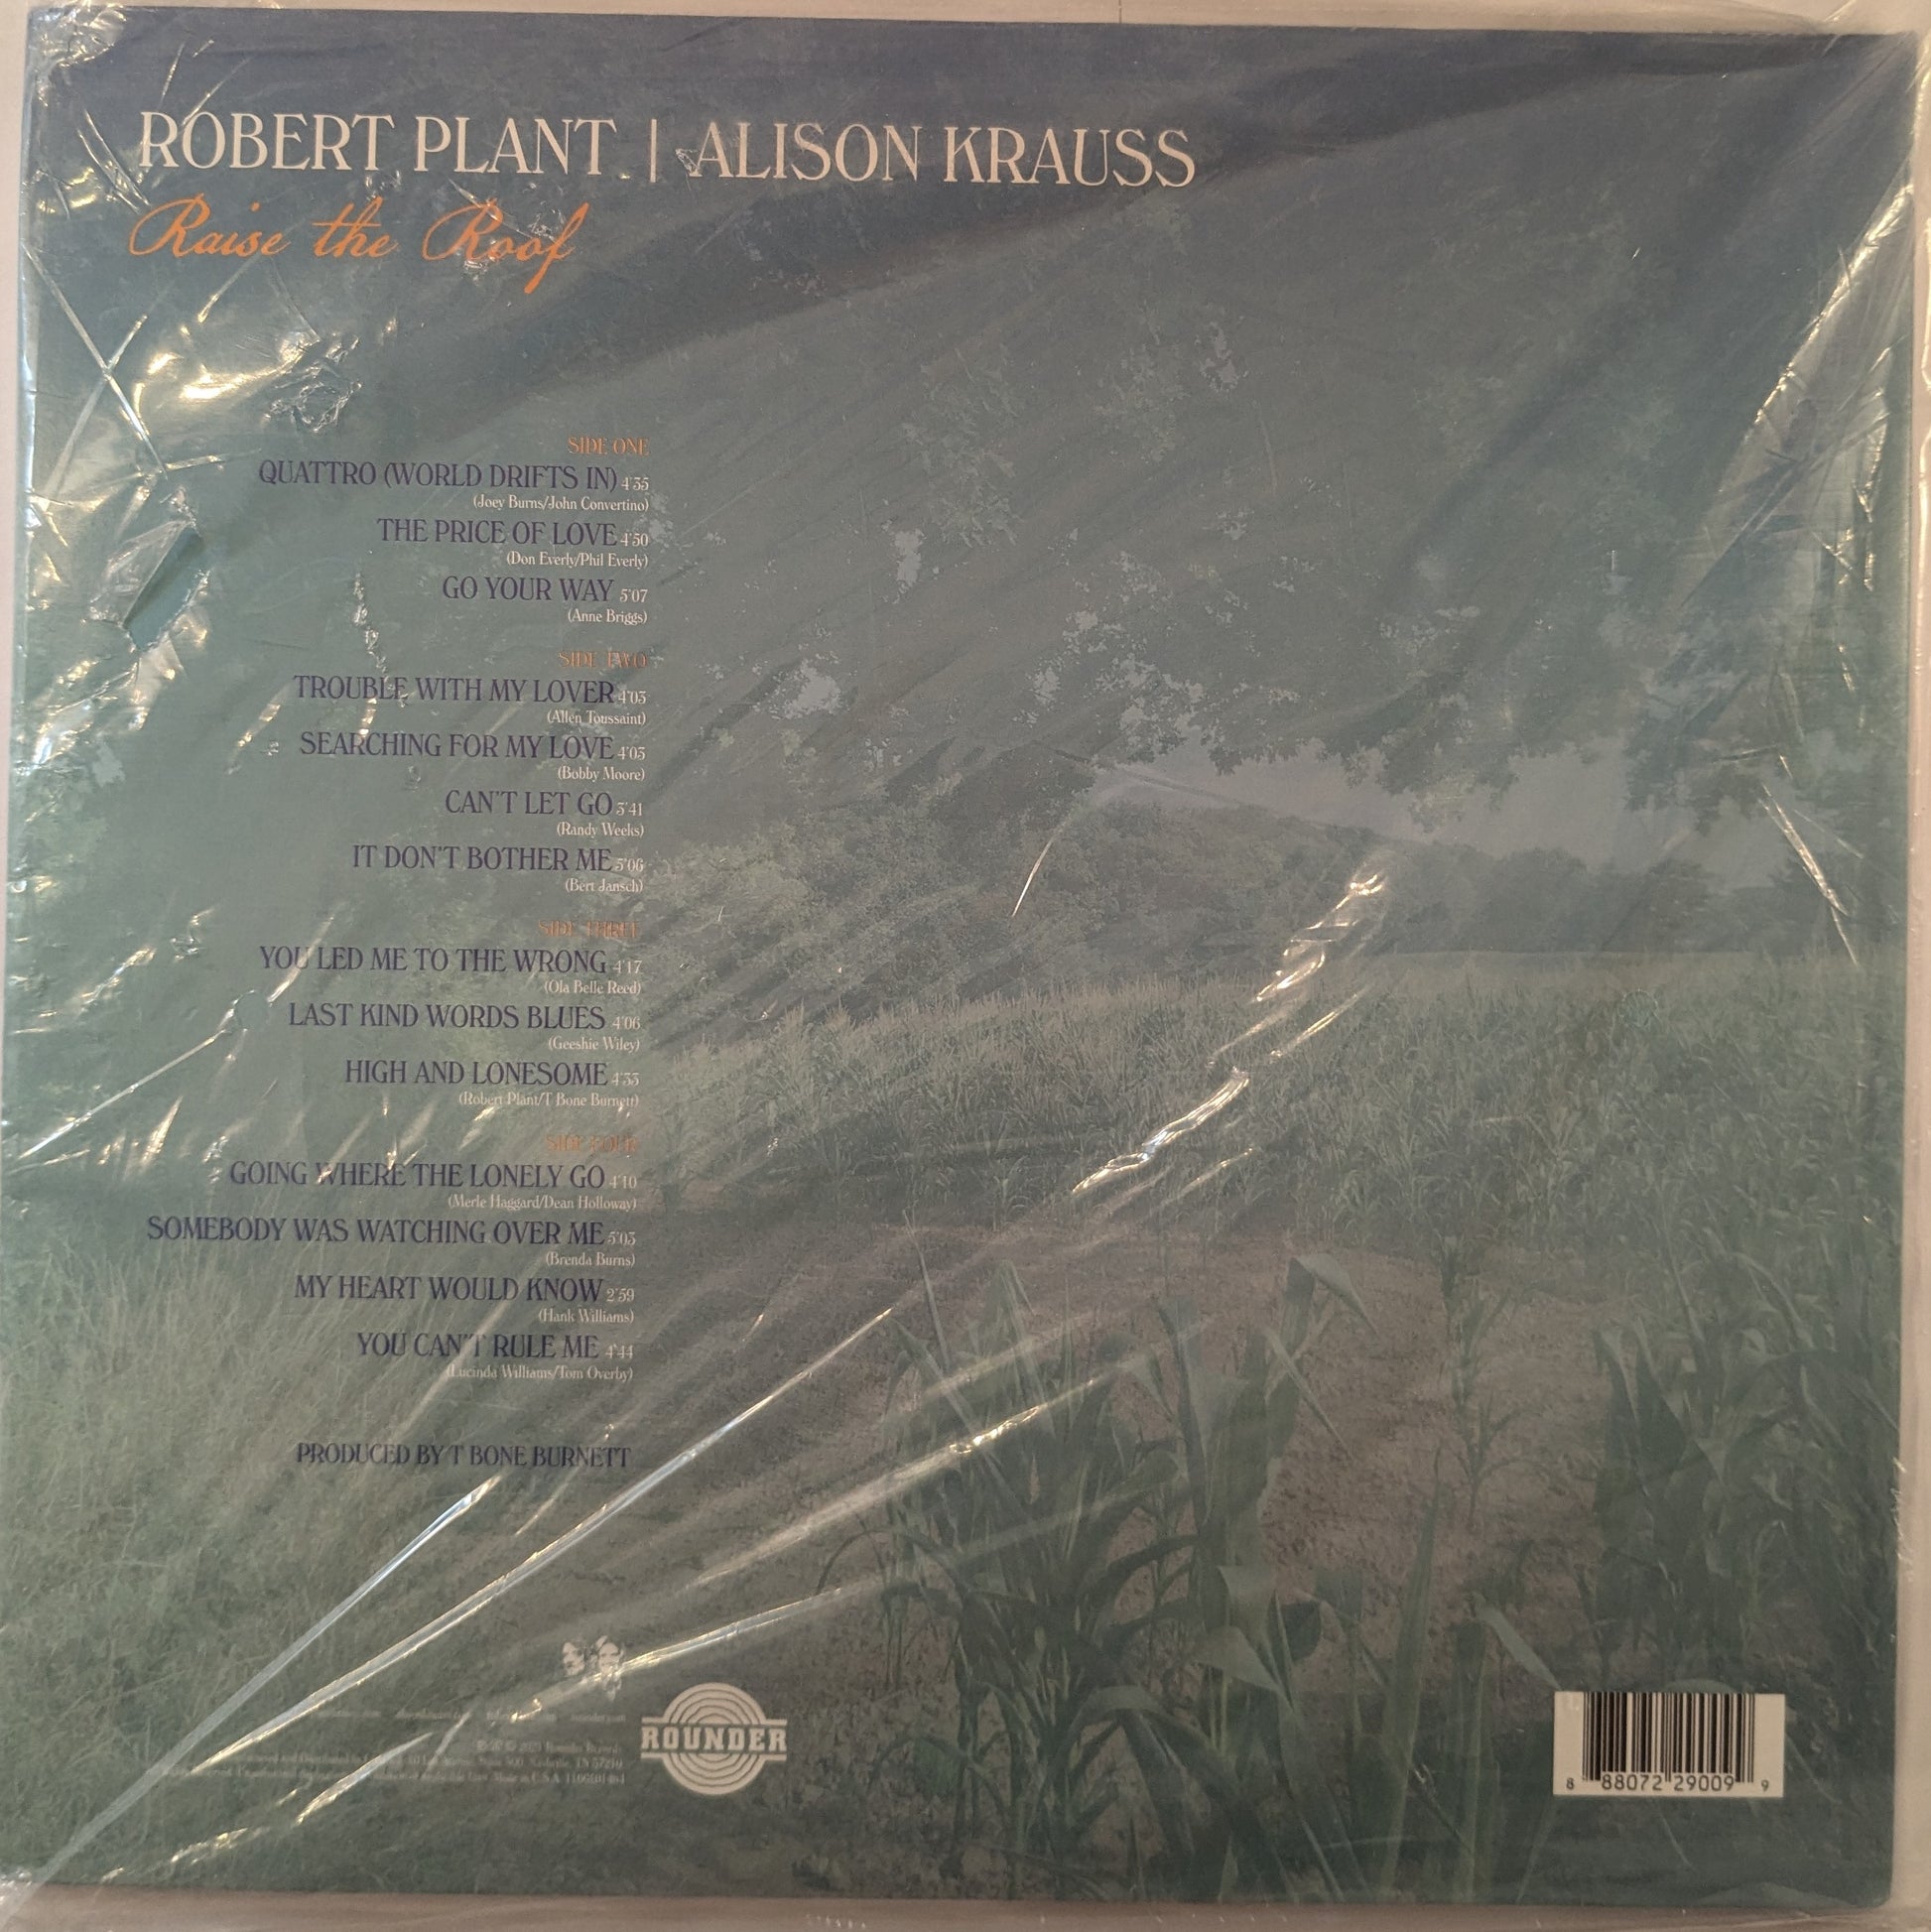 ROBERT PLANT | ALISON KRAUSS
Raise the Roof
SIDE ONE
QUATTRO (WORLD DRIFTS IN) 4'35
(Joey Burns/John Convertino)
THE PRICE OF LOVE 4'50
(Don Everly/Phil Everly)
GO YOUR WAY 5'07
(Anne Briggs)
SIDE TWO
TROUBLE WITH MY LOVER 4'03
(Allen Toussaint)
SEARCHING FOR MY LOVE 4'03
(Bobby Moore)
CAN'T LET GO 3'41
(Randy Weeks)
IT DON'T BOTHER ME 5'06
(Bert Jansch)
SIDE THREE
YOU LED ME TO THE WRONG 4'17
(Ola Belle Reed)
LAST KIND WORDS BLUES 4'06
(Geeshie Wiley)
HIGH AND LONESOME 4'33
(Robert Plant/T Bone Burnett)
SIDE FOUR
GOING WHERE THE LONELY GO 4'10
(Merle Haggard/Dean Holloway)
SOMEBODY WAS WATCHING OVER ME 5'03
(Brenda Burns)
MY HEART WOULD KNOW 2'59
(Hank Williams)
YOU CAN'T RULE ME 4'44
(Lucinda Williams/Tom Overby)
PRODUCED BY T BONE BURNETT
ROUNDER
8 88072 29009 9